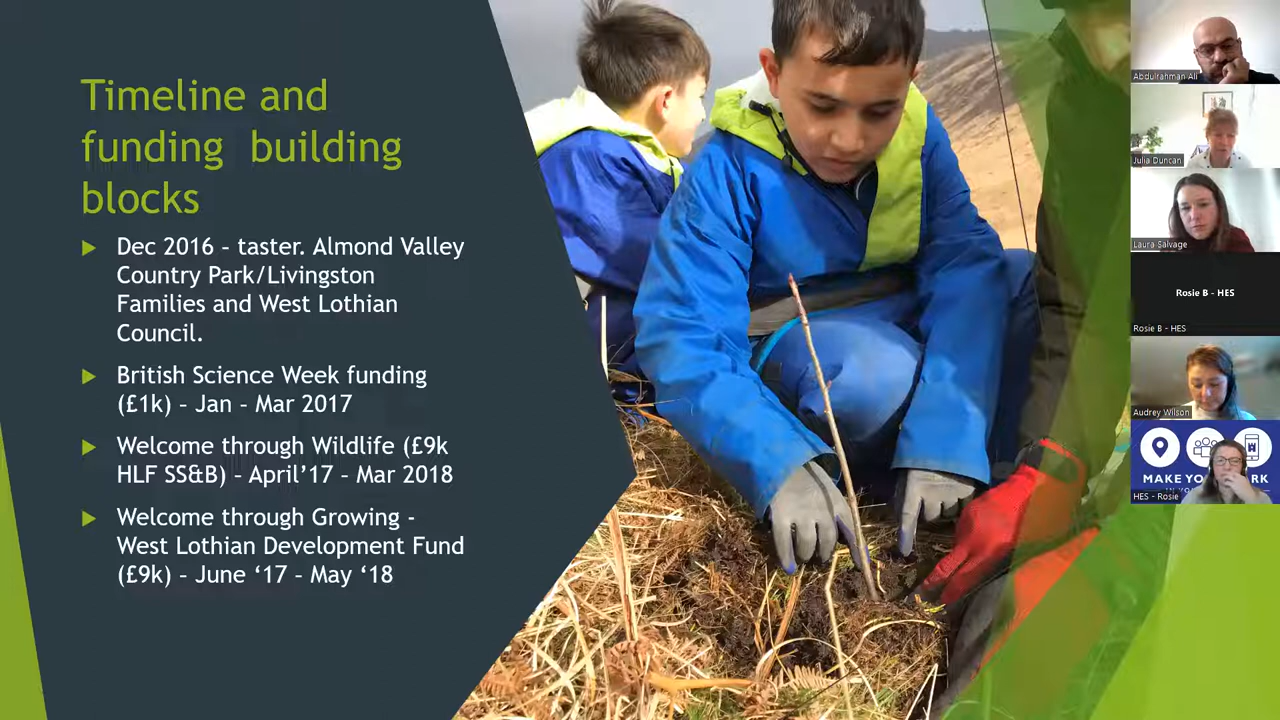 Timeline and
funding building
blocks
Dec 2016 – taster. Almond Valley
Country Park/Livingston
Families and West Lothian
Council.
British Science Week funding
(£1k) – Jan – Mar 2017
Welcome through Wildlife (£9k
HLF SS&B) – April’17 – Mar 2018
Welcome through Growing -
West Lothian Development Fund
(£9k) – June ‘17 – May ‘18
Abdulrahman Ali
Julia Duncan
Laura Salvage
Rosie B - HES
Rosie B - HES
Audrey Wilson
MAKE YO RK
HES - Rosie